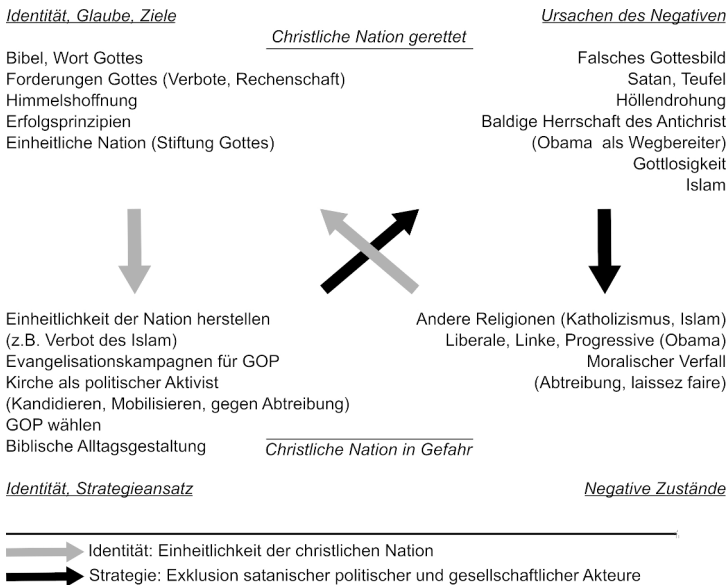 Identität, Glaube, Ziele
Ursachen des Negativen
Christliche Nation gerettet
Bibel, Wort Gottes
Forderungen Gottes (Verbote, Rechenschaft)
Himmelshoffnung
Erfolgsprinzipien
Einheitliche Nation (Stiftung Gottes)
Falsches Gottesbild
Satan, Teufel
Höllendrohung
Baldige Herrschaft des Antichrist
(Obama als Wegbereiter)
Gottlosigkeit
Islam
Einheitlichkeit der Nation herstellen
(z.B. Verbot des Islam)
Evangelisationskampagnen für GOP
Kirche als politischer Aktivist
(Kandidieren, Mobilisieren, gegen Abtreibung)
GOP wählen
Biblische Alltagsgestaltung
Andere Religionen (Katholizismus, Islam)
Liberale, Linke, Progressive (Obama)
Moralischer Verfall
(Abtreibung, laissez faire)
Christliche Nation in Gefahr
Identität, Strategieansatz
Negative Zustände
Identität: Einheitlichkeit der christlichen Nation
Strategie: Exklusion satanischer politischer und gesellschaftlicher Akteure